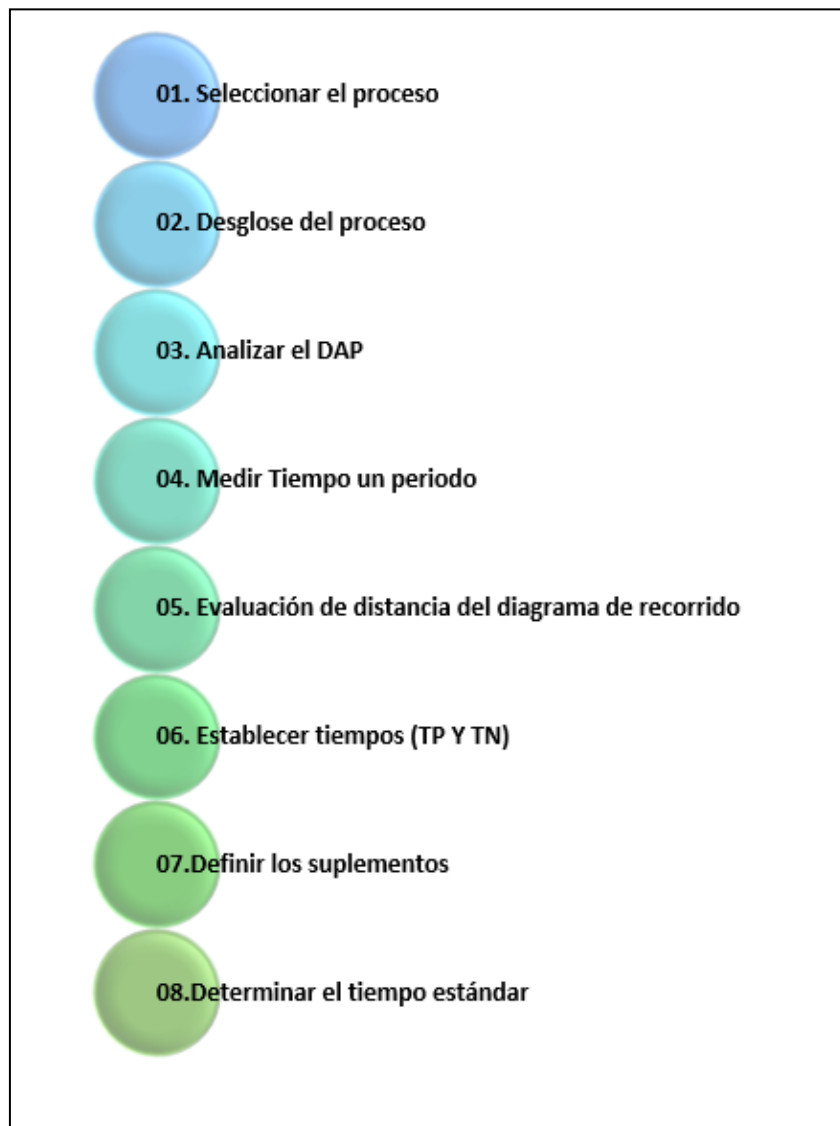 01. Seleccionar el proceso
02. Desglose del proceso
03. Analizar el DAP
04. Medir Tiempo un periodo
05. Evaluación de distancia del diagrama de recorrido
06. Establecer tiempos (TP Y TN)
07.Definir los suplementos
08.Determinar el tiempo estándar